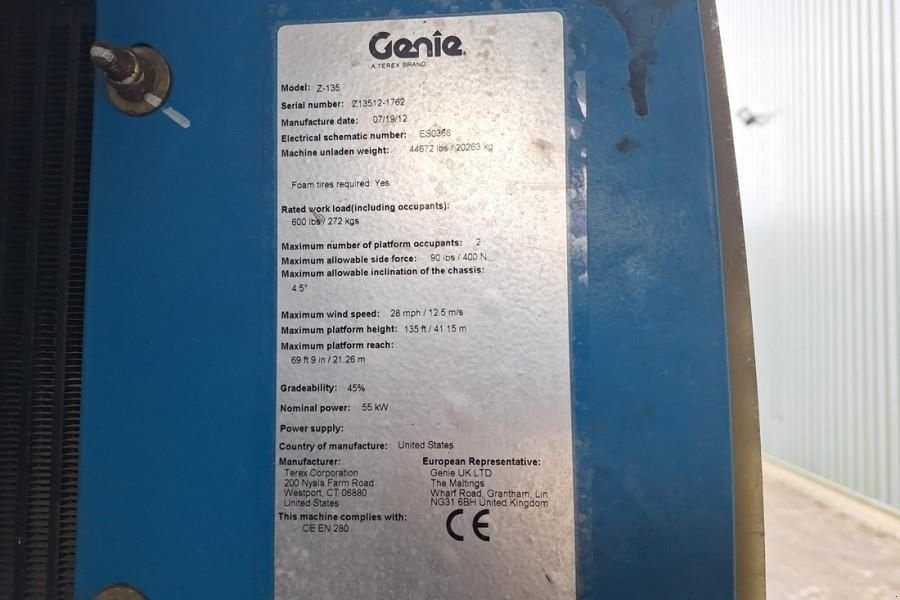 Genie
A TEREX BRAND
Model: Z-135
Serial number: Z13512-1762
Manufacture date: 07/19/12
Electrical schematic number: ES0366
Machine unladen weight: 44672 lbs / 20263 kg
Foam tires required: Yes
Rated work load(including occupants):
600 lbs / 272 kgs
Maximum number of platform occupants: 2
Maximum allowable side force: 90 lbs / 400 N
Maximum allowable inclination of the chassis:
4.5°
Maximum wind speed: 28 mph / 12.5 m/s
Maximum platform height: 135 ft / 41.15 m
Maximum platform reach:
69 ft 9 in / 21.26 m
Gradeability: 45%
Nominal power: 55 kW
Power supply:
Country of manufacture: United States
Manufacturer:
Terex Corporation
200 Nyala Farm Road
Westport, CT 06880
United States
European Representative:
Genie UK LTD
The Maltings
Wharf Road, Grantham, Lin
NG31 6BH United Kingdom
This machine complies with:
CE EN 280
CE